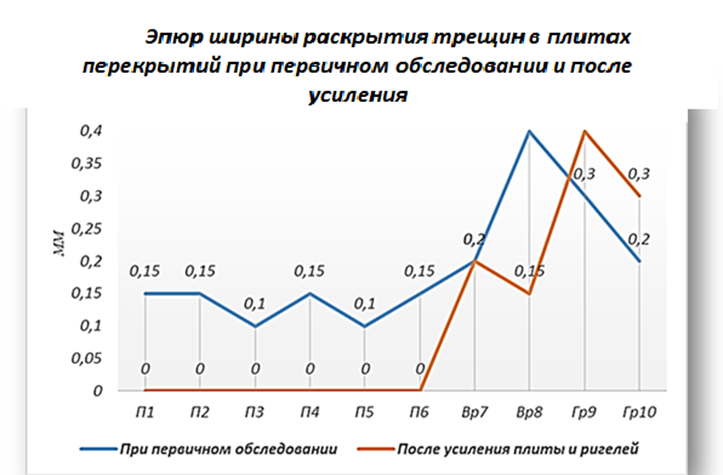 Эпюр ширины раскрытия трещин в плитах
перекрытий при первичном обследовании и после
усиления
0,4
0,35
0,3
0,25
0,2
0,15
0,1
0,05
0
мм
0,15 0,15 0,1 0,15 0,1 0,15 0,2 0,15 0,3 0,3
0,2
0 0 0 0 0 0
П1 П2 П3 П4 П5 П6 Вр7 Вр8 Гр9 Гр10
При первичном обследовании После усиления плиты и ригелей